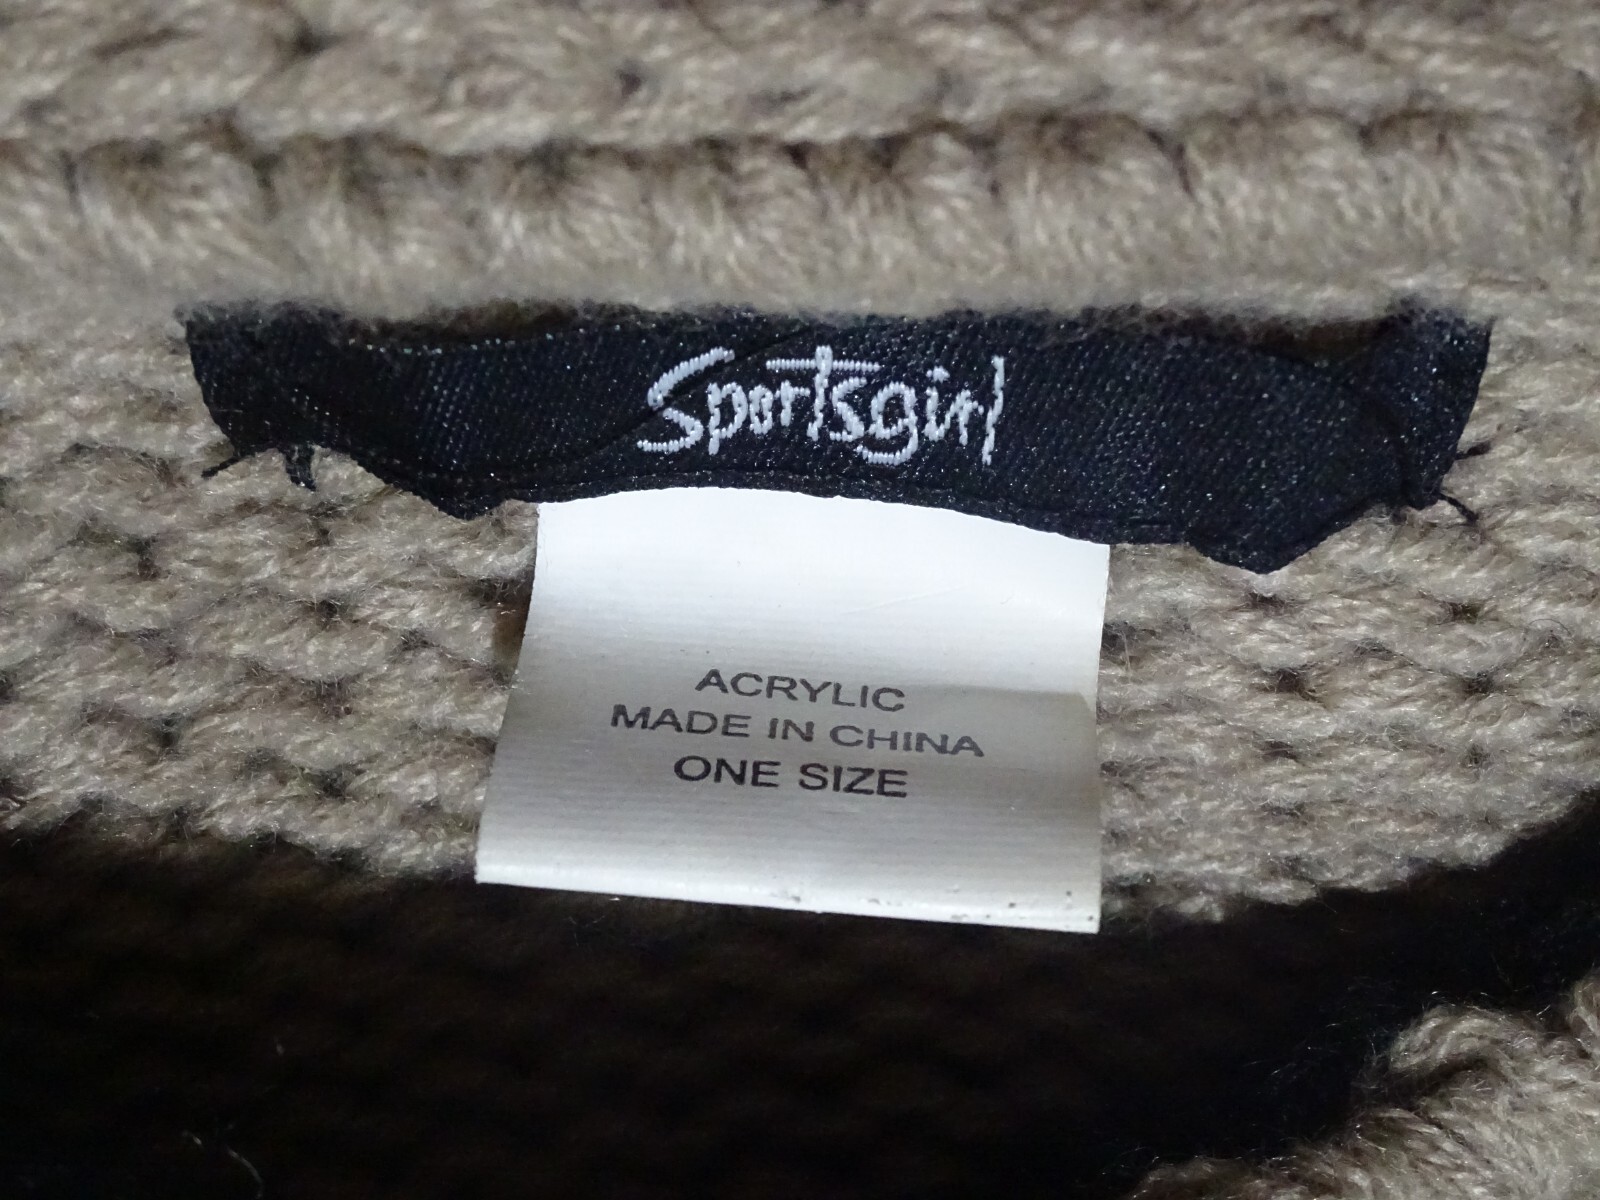 Sportsgirl
ACRYLIC
MADE IN CHINA
ONE SIZE